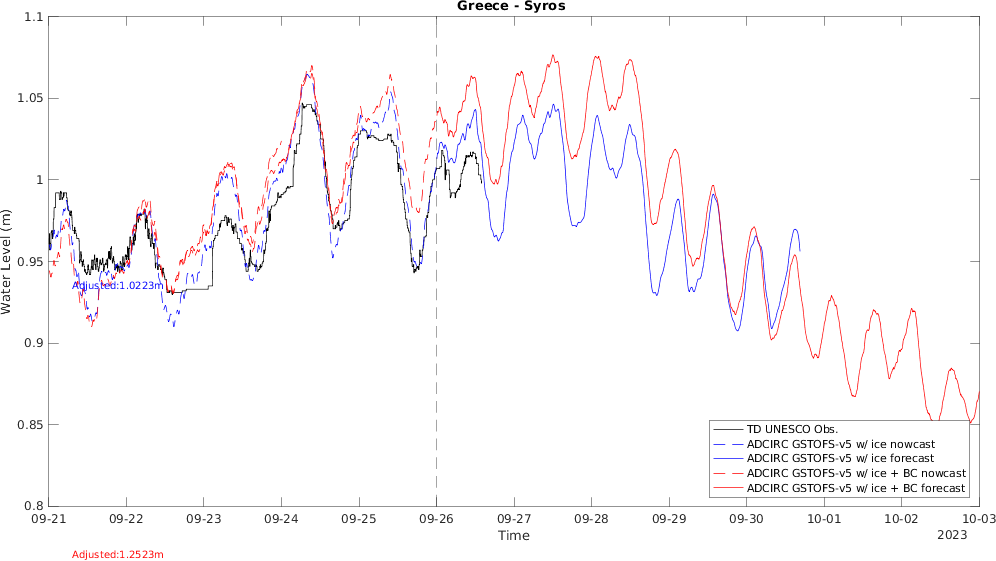 Greece - Syros
1.1
1.05
1
0.95
0.9
0.85
0.8
Water Level (m)
Adjusted:1.0223m
TD UNESCO Obs.
ADCIRC GSTOFS-v5 w/ ice nowcast
ADCIRC GSTOFS-v5 w/ ice forecast
ADCIRC GSTOFS-v5 w/ ice + BC nowcast
ADCIRC GSTOFS-v5 w/ ice + BC forecast
09-21 09-22 09-23 09-24 09-25 09-26 09-27 09-28 09-29 09-30 10-01 10-02 10-03
Time
2023
Adjusted:1.2523m